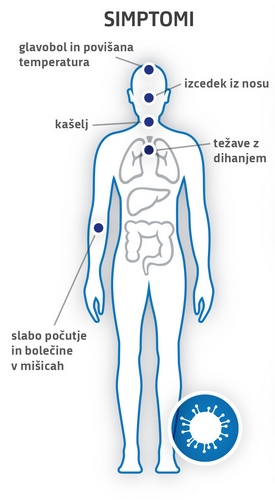 SIMPTOMI
glavobol in povišana
temperatura
izcedek iz nosu
kašelj
težave z
dihanjem
slabo počutje
in bolečine
v mišicah